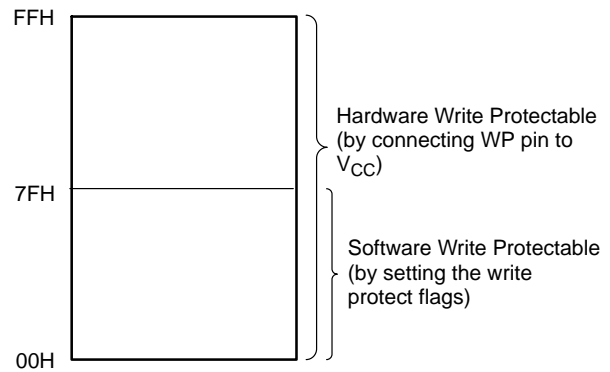 FFH
Hardware Write Protectable
(by connecting WP pin to
VCC)
7FH
Software Write Protectable
(by setting the write
protect flags)
00H